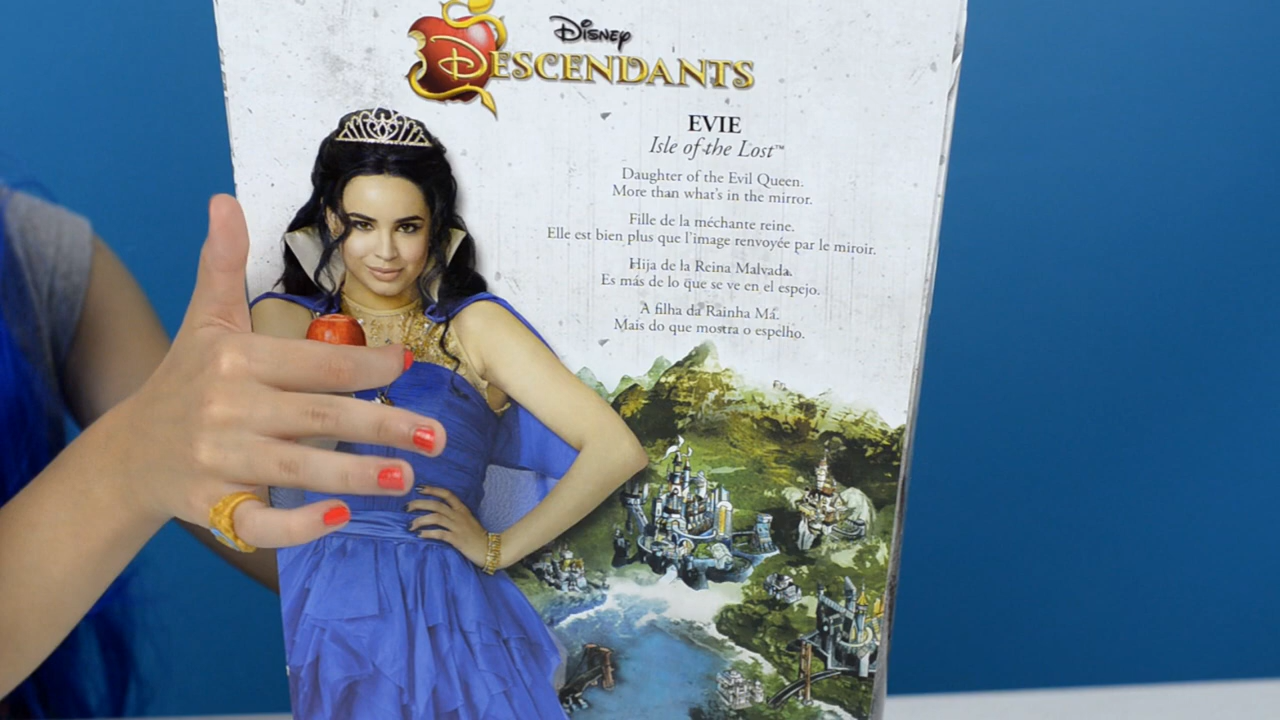 Disney
DESCENDANTS
EVIE
Isle of the Lost™
Daughter of the Evil Queen.
More than what's in the mirror.
Fille de la méchante reine.
Elle est bien plus que l'image renvoyée par le miroir.
Hija de la Reina Malvada.
Es más de lo que se ve en el espejo.
A filha da Rainha Má.
Mais do que mostra o espelho.